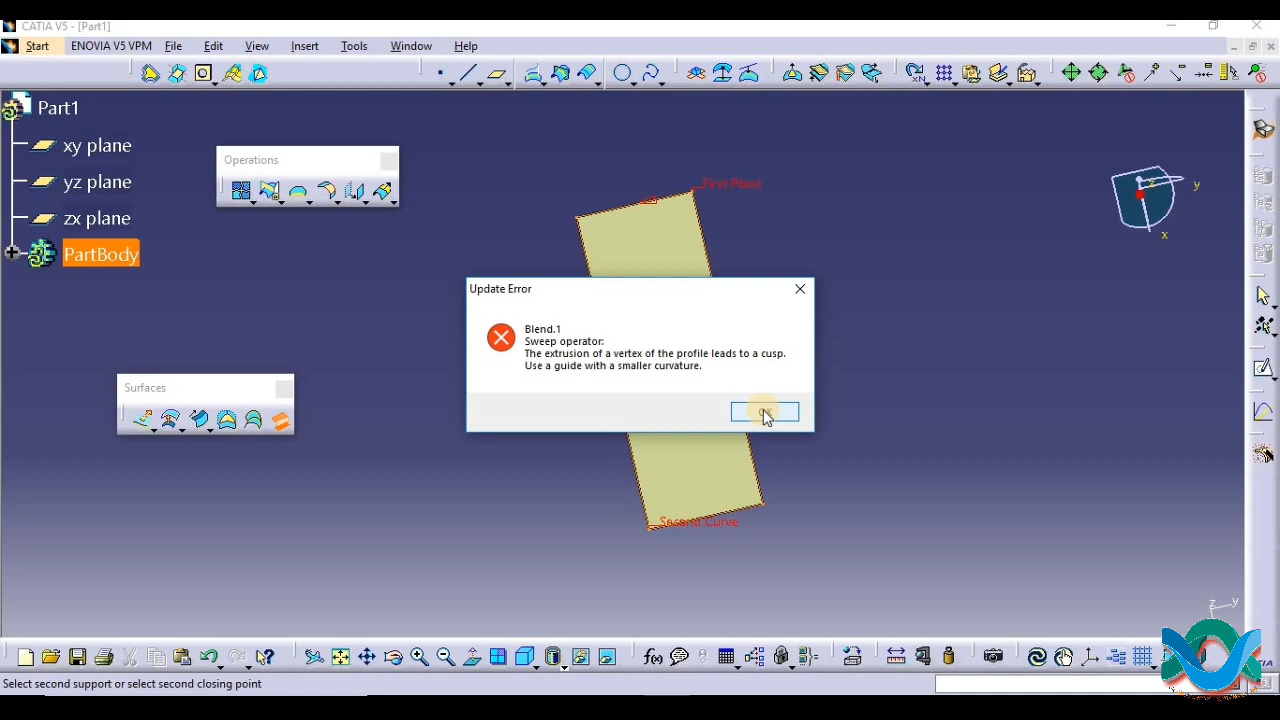 CATIA V5 - [Part1]
Start ENOVIA V5 VPM File Edit View Insert Tools Window Help
Part1
xy plane
yz plane
zx plane
PartBody
Operations
First Point
y
z
x
Update Error
Blend.1
Sweep operator:
The extrusion of a vertex of the profile leads to a cusp.
Use a guide with a smaller curvature.
OK
Surfaces
Second Curve
z
y
f(x)
Select second support or select second closing point